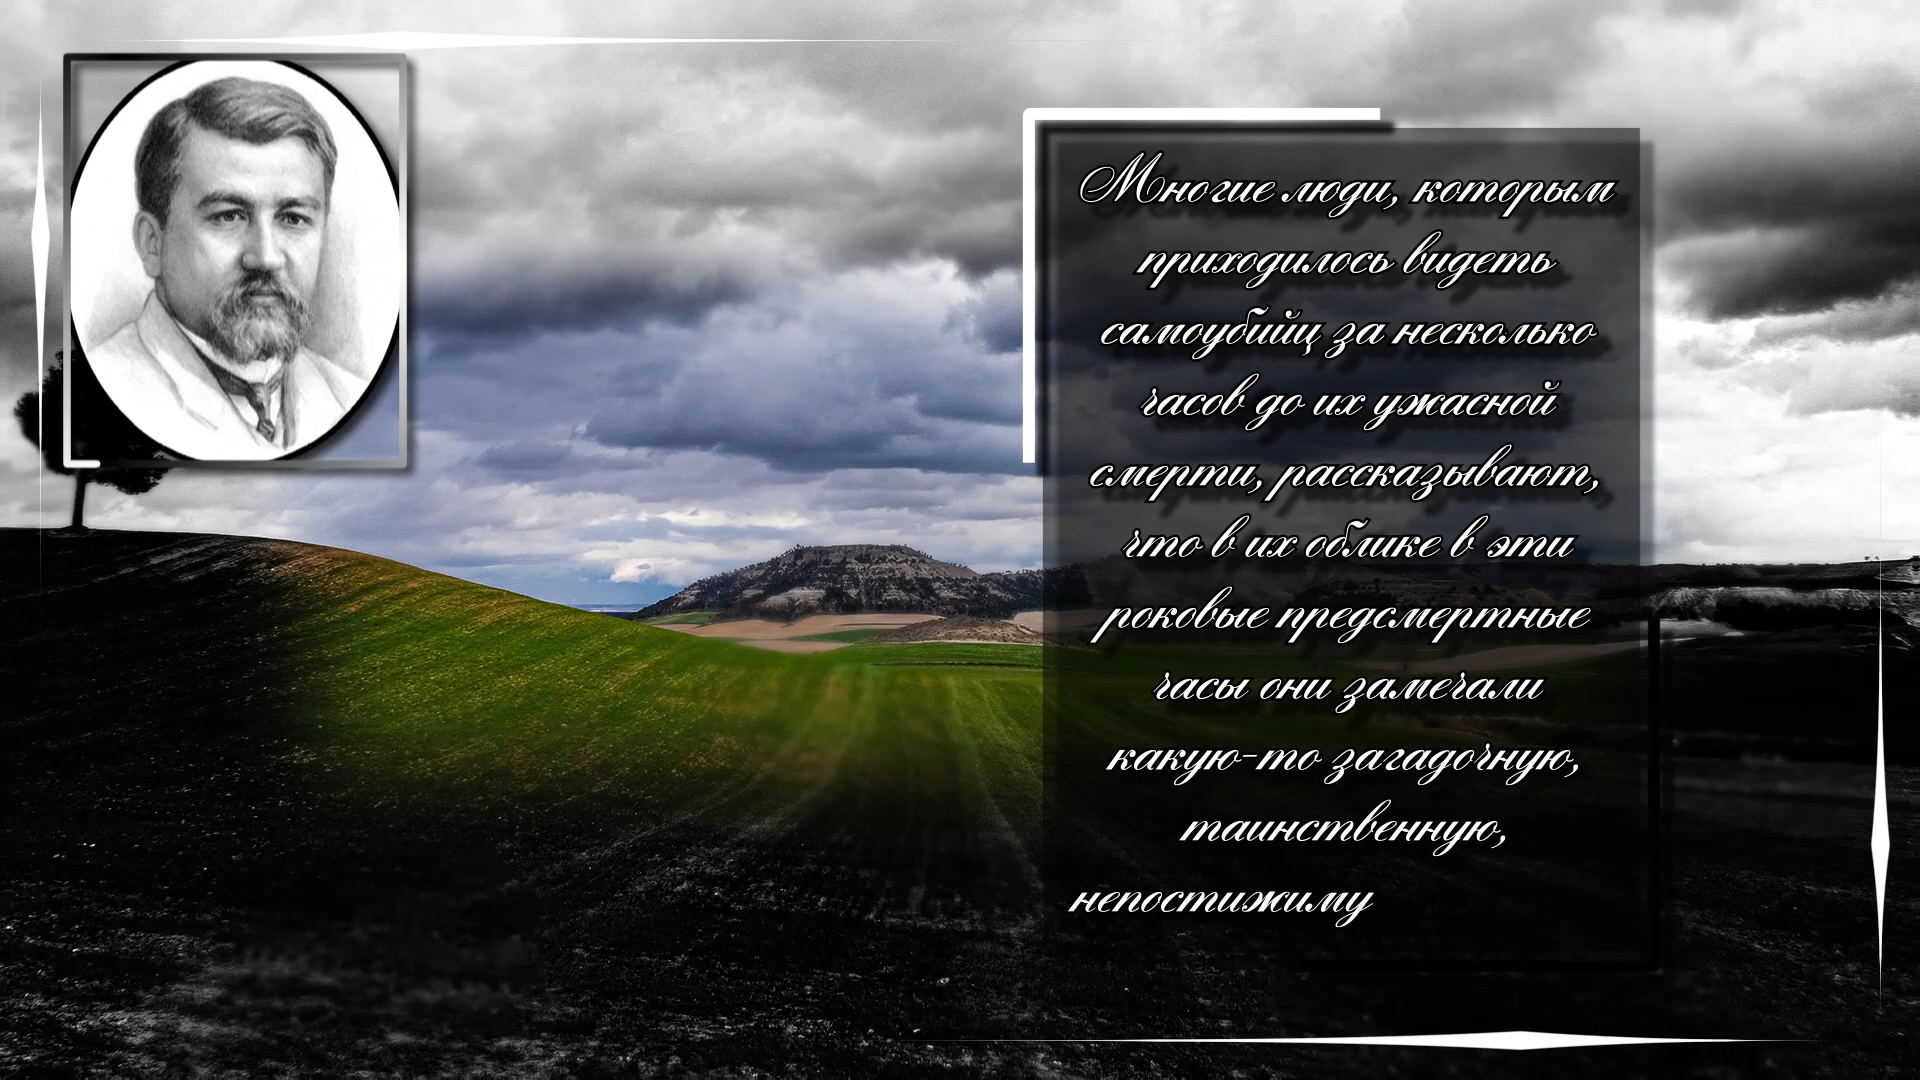 Многие люди, которым
приходилось видеть
самоубийц за несколько
часов до их ужасной
смерти, рассказывают,
что в их облике в эти
роковые предсмертные
часы они замечали
какую-то загадочную,
таинственную,
непостижиму